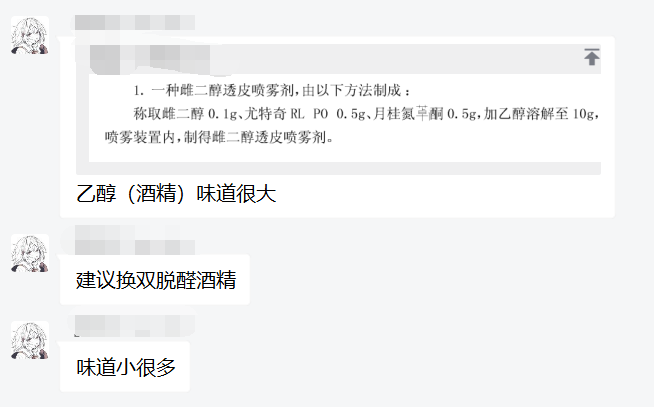 1. 一种雌二醇透皮喷雾剂,由以下方法制成:
称取雌二醇 0.1g、尤特奇 RL PO 0.5g、月桂氮䓬酮 0.5g,加乙醇溶解至 10g,
喷雾装置内,制得雌二醇透皮喷雾剂。
乙醇（酒精）味道很大
建议换双脱醛酒精
味道小很多